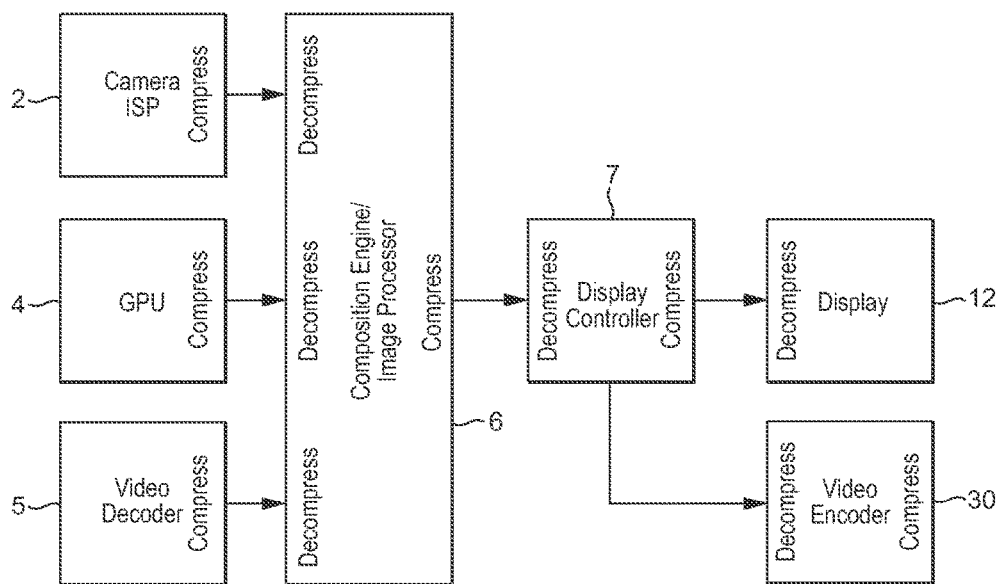 2
Camera
ISP
Compress
4
GPU
Compress
5
Video
Decoder
Compress
Decompress
Decompress
Decompress
Composition Engine/
Image Processor
Compress
6
7
Decompress
Display
Controller
Compress
Decompress
Display
12
Decompress
Video
Encoder
Compress
30